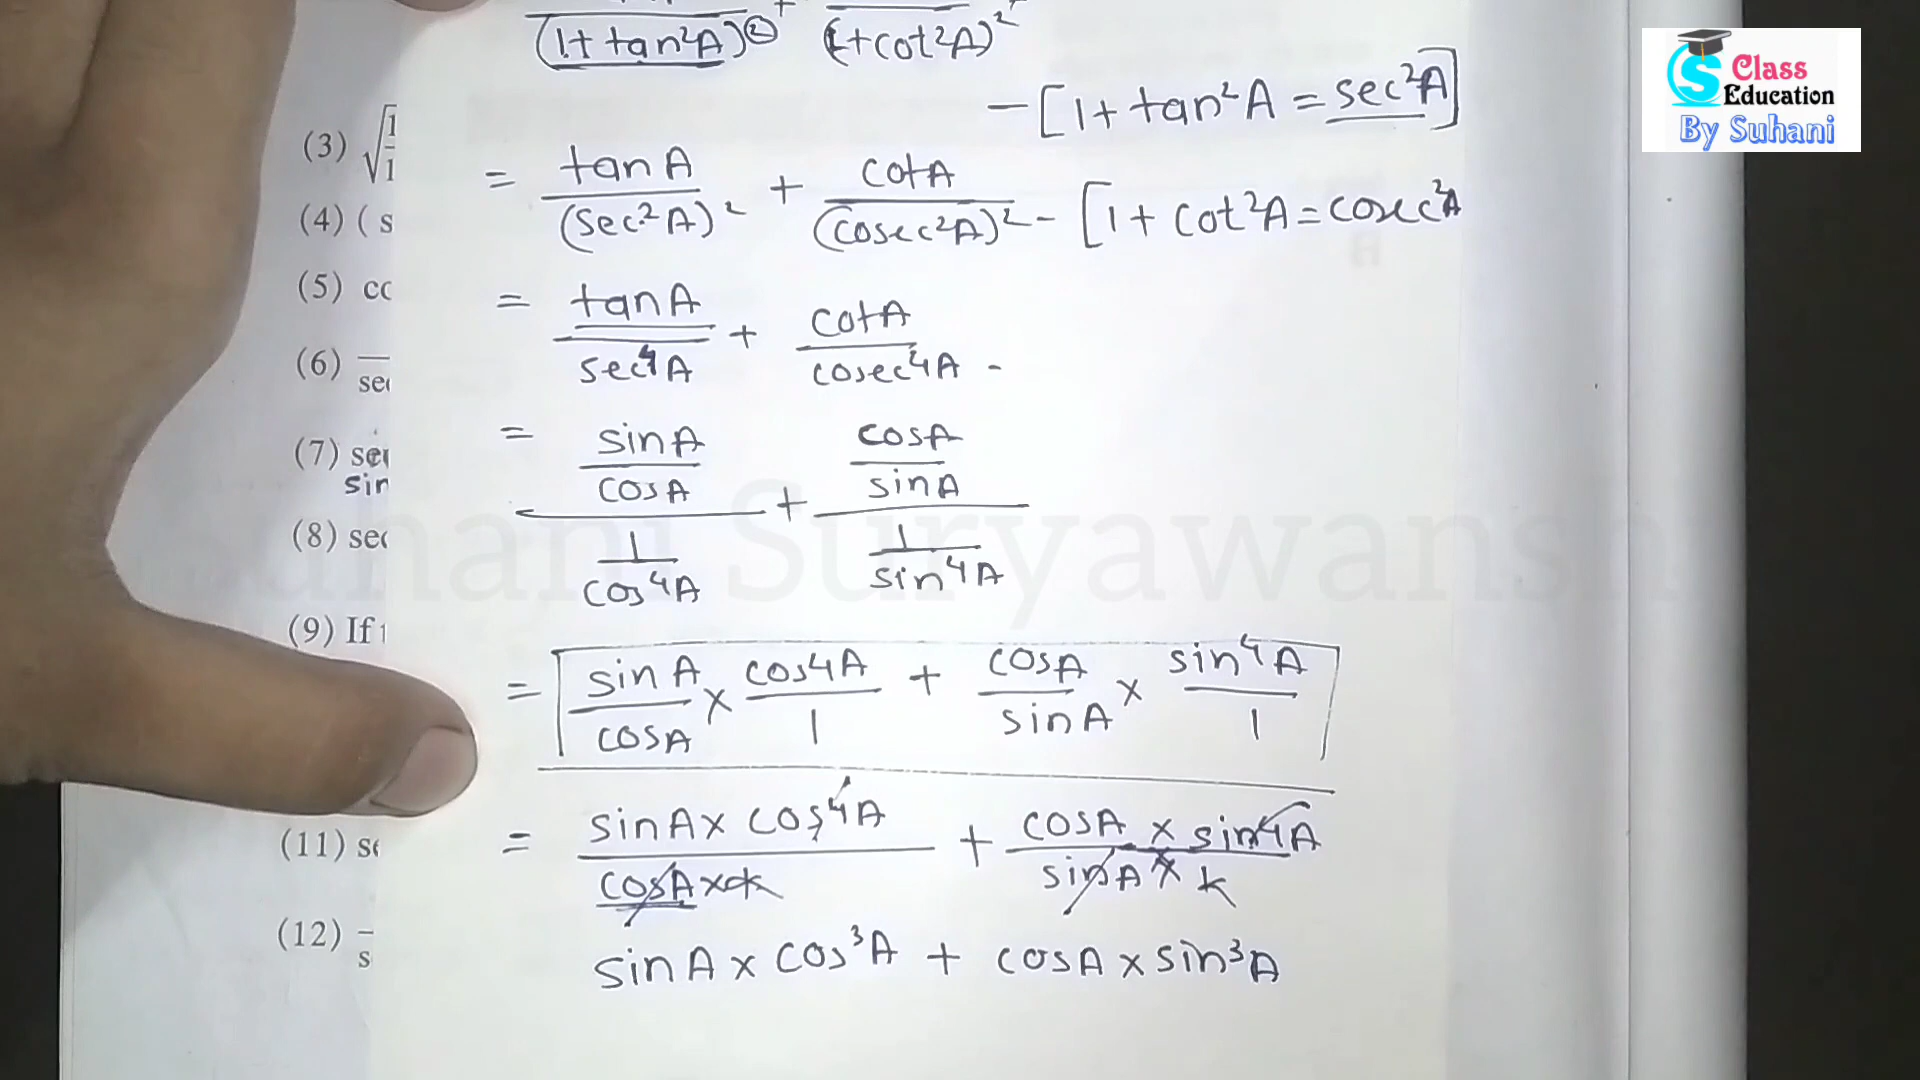 (1+tan²A)② + (1+cot²A)²
Class
Education
By Suhani
- [1+tan²A = sec²A]
(3) √1/1
= tanA/(sec²A)² + cotA/(cosec²A)² - [1+cot²A=cosec²A
(4) ( s
(5)
= tanA/sec⁴A + cotA/cosec⁴A -
(6)
= sinA/cosA / 1/cos⁴A + cosA/sinA / 1/sin⁴A
(7)
sin
(8) sec
Suhani Suryawanshi
(9) If
= [sinA/cosA × cos4A/1 + cosA/sinA × sin⁴A/1]
= sinA× cos⁴A/cosA× + cosA × sin⁴A/sinA ×
(11)
(12) s
sinA× cos³A + cosA×sin³A